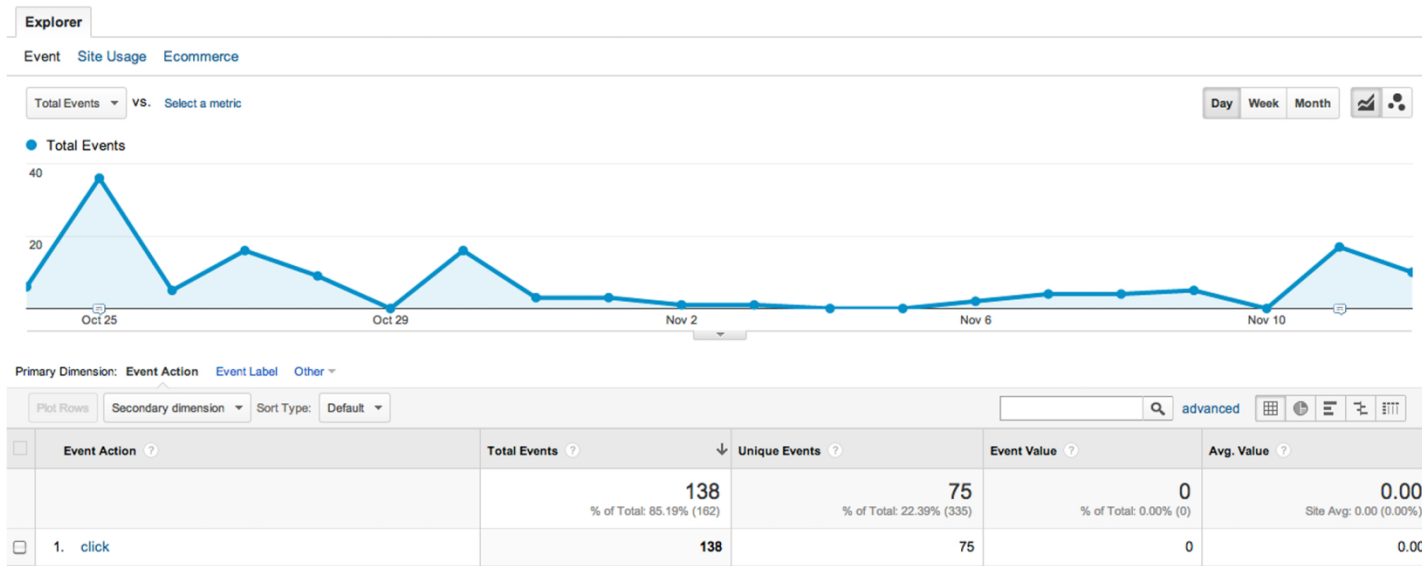 Explorer
Event Site Usage Ecommerce
Total Events VS. Select a metric Day Week Month
Total Events
40
20
Oct 25 Oct 29 Nov 2 Nov 6 Nov 10
Primary Dimension: Event Action Event Label Other
Plot Rows Secondary dimension Sort Type: Default advanced
Event Action ? Total Events ? Unique Events ? Event Value ? Avg. Value ?
138 75 0 0.00
% of Total: 85.19% (162) % of Total: 22.39% (335) % of Total: 0.00% (0) Site Avg: 0.00 (0.00%)
1. click 138 75 0 0.00